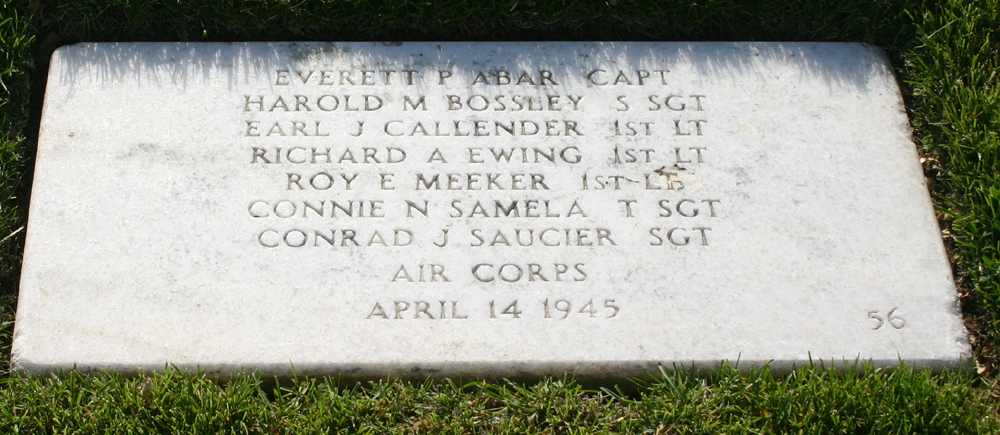 EVERETT P ABAR CAPT
HAROLD M BOSSLEY S SGT
EARL J CALLENDER 1ST LT
RICHARD A EWING 1ST LT
ROY E MEEKER 1ST
CONNIE N SAMELA T SGT
CONRAD J SAUCIER SGT
AIR CORPS
APRIL 14 1945
56